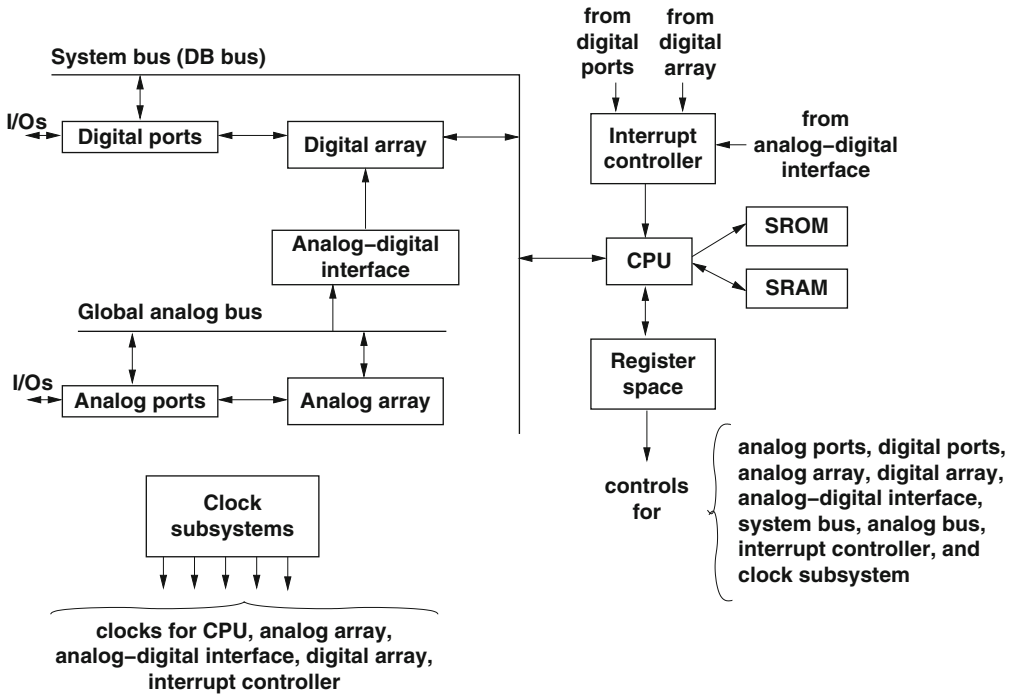 System bus (DB bus)
I/Os
Digital ports
Digital array
Analog–digital
interface
Global analog bus
I/Os
Analog ports
Analog array
Clock
subsystems
clocks for CPU, analog array,
analog–digital interface, digital array,
interrupt controller
from
digital
ports
from
digital
array
Interrupt
controller
from
analog–digital
interface
CPU
SROM
SRAM
Register
space
controls
for
analog ports, digital ports,
analog array, digital array,
analog–digital interface,
system bus, analog bus,
interrupt controller, and
clock subsystem